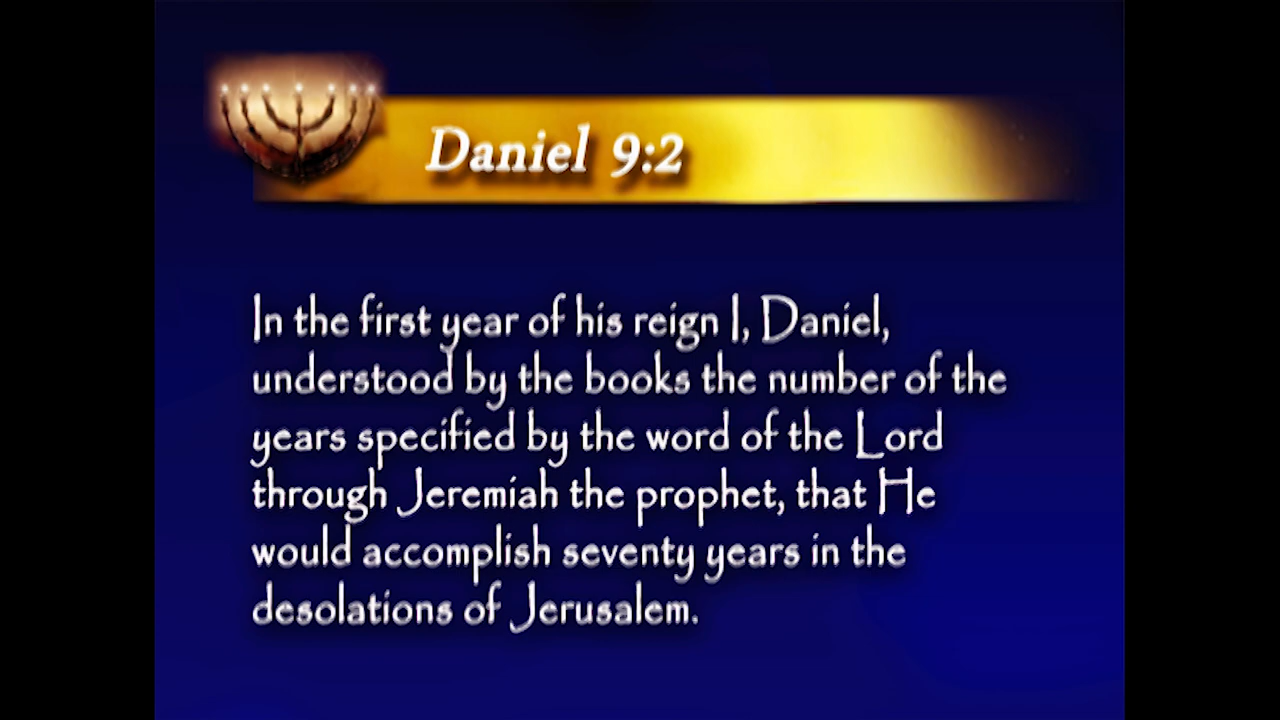 Daniel 9:2
In the first year of his reign I, Daniel,
understood by the books the number of the
years specified by the word of the Lord
through Jeremiah the prophet, that He
would accomplish seventy years in the
desolations of Jerusalem.